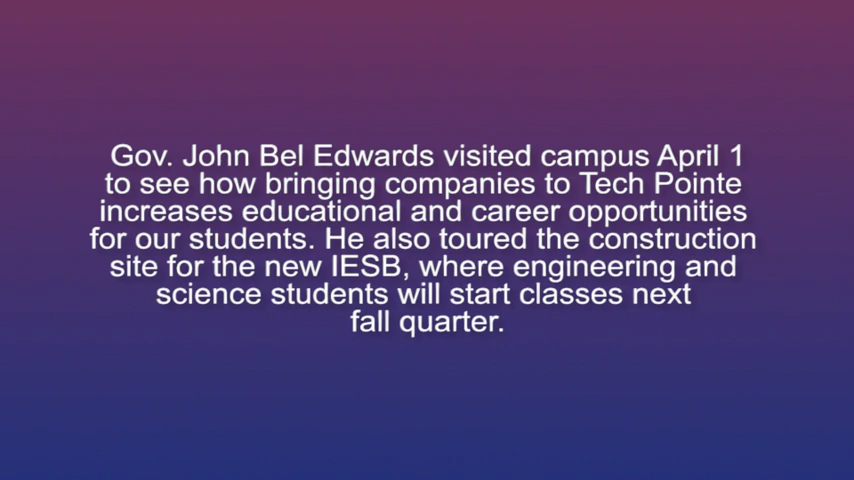 Gov. John Bel Edwards visited campus April 1
to see how bringing companies to Tech Pointe
increases educational and career opportunities
for our students. He also toured the construction
site for the new IESB, where engineering and
science students will start classes next
fall quarter.